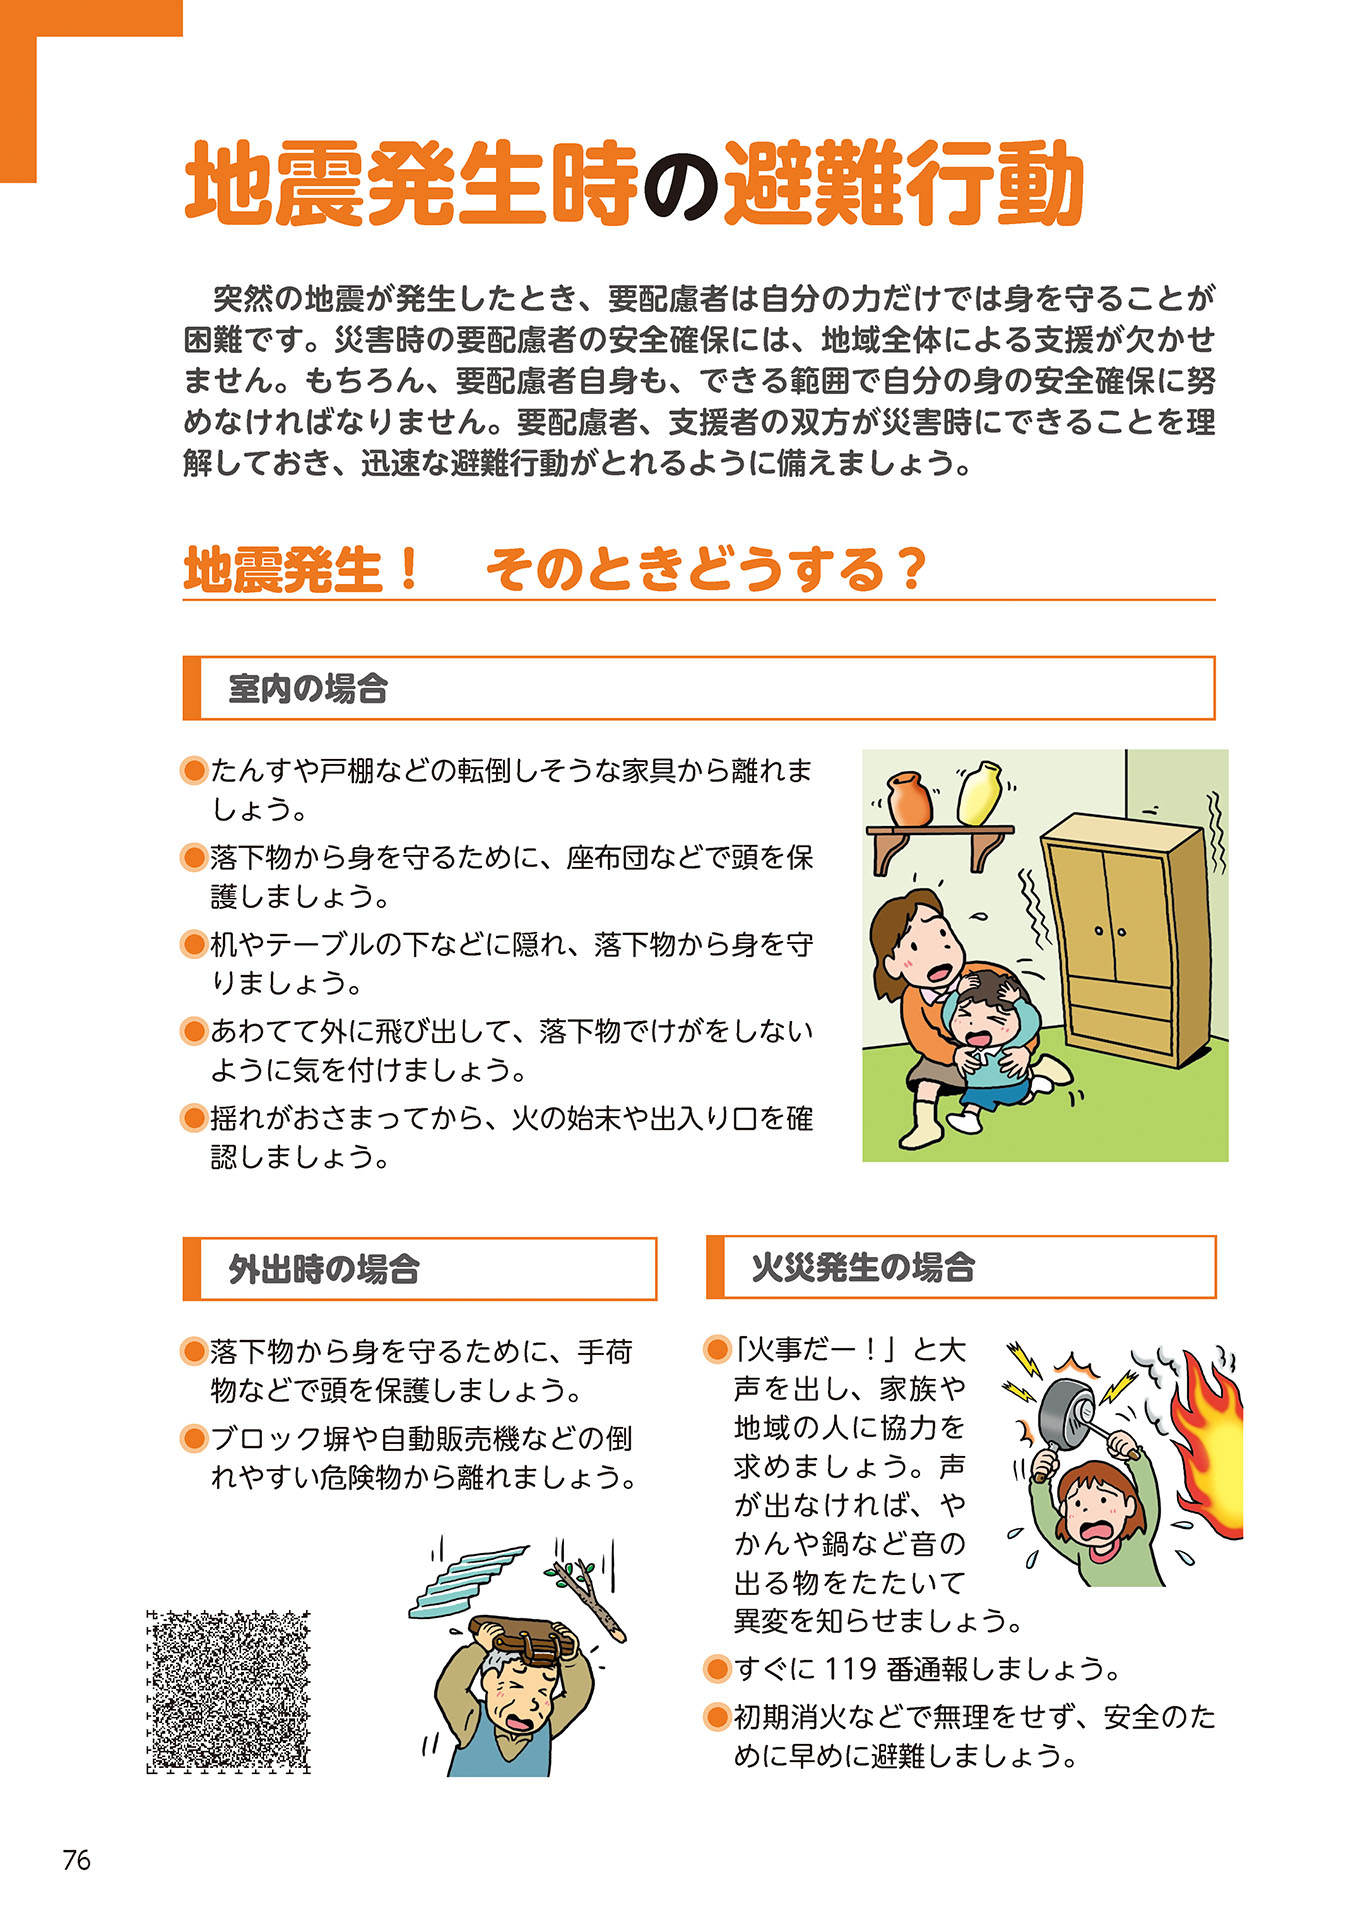 地震発生時の避難行動
突然の地震が発生したとき、要配慮者は自分の力だけでは身を守ることが
困難です。災害時の要配慮者の安全確保には、地域全体による支援が欠かせ
ません。もちろん、要配慮者自身も、できる範囲で自分の身の安全確保に努
めなければなりません。要配慮者、支援者の双方が災害時にできることを理
解しておき、迅速な避難行動がとれるように備えましょう。
地震発生！　そのときどうする？
室内の場合
●たんすや戸棚などの転倒しそうな家具から離れま
しょう。
●落下物から身を守るために、座布団などで頭を保
護しましょう。
●机やテーブルの下などに隠れ、落下物から身を守
りましょう。
●あわてて外に飛び出して、落下物でけがをしない
ように気を付けましょう。
●揺れがおさまってから、火の始末や出入り口を確
認しましょう。
外出時の場合
●落下物から身を守るために、手荷
物などで頭を保護しましょう。
●ブロック塀や自動販売機などの倒
れやすい危険物から離れましょう。
火災発生の場合
●「火事だー！」と大
声を出し、家族や
地域の人に協力を
求めましょう。声
が出なければ、や
かんや鍋など音の
出る物をたたいて
異変を知らせましょう。
●すぐに 119 番通報しましょう。
●初期消火などで無理をせず、安全のた
めに早めに避難しましょう。
76